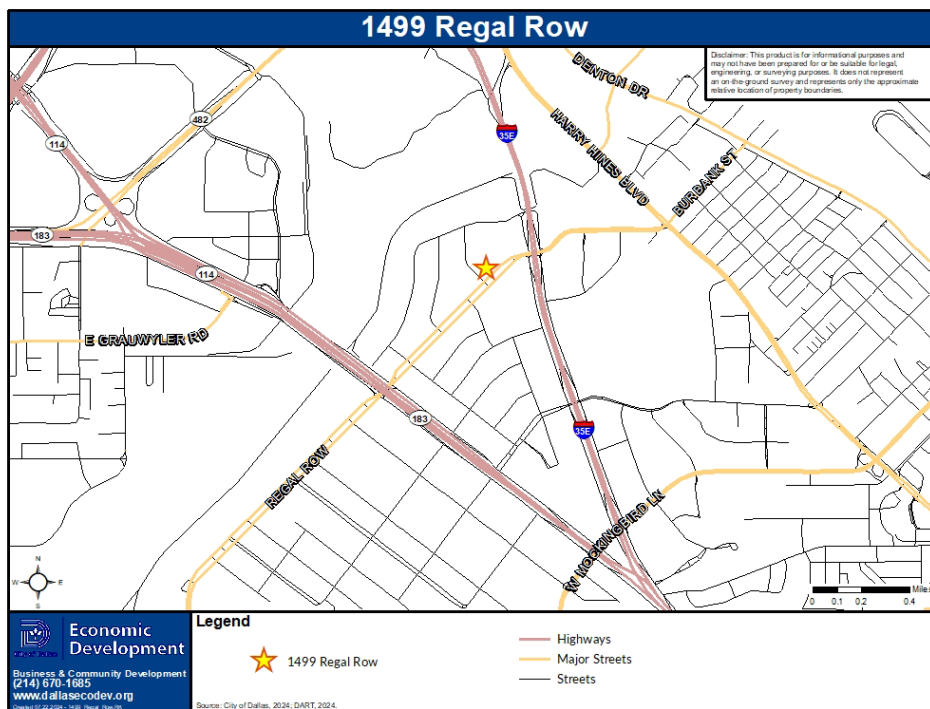 1499 Regal Row
Disclaimer: This product is for informational purposes and
may not have been prepared for or be suitable for legal,
engineering, or surveying purposes. It does not represent
an on-the-ground survey and represents only the approximate
relative location of property boundaries.
DENTON DR
482
35E
114
HARRY HINES BLVD
BURBANK ST
183
114
E GRAUWYLER RD
183
35E
REGAL ROW
W MOCKINGBIRD LN
N
W
E
S
Miles
0 0.1 0.2 0.4
Economic
Development
Business & Community Development
(214) 670-1685
www.dallasecodev.org
Legend
1499 Regal Row
Highways
Major Streets
Streets
Source: City of Dallas, 2024; DART, 2024.